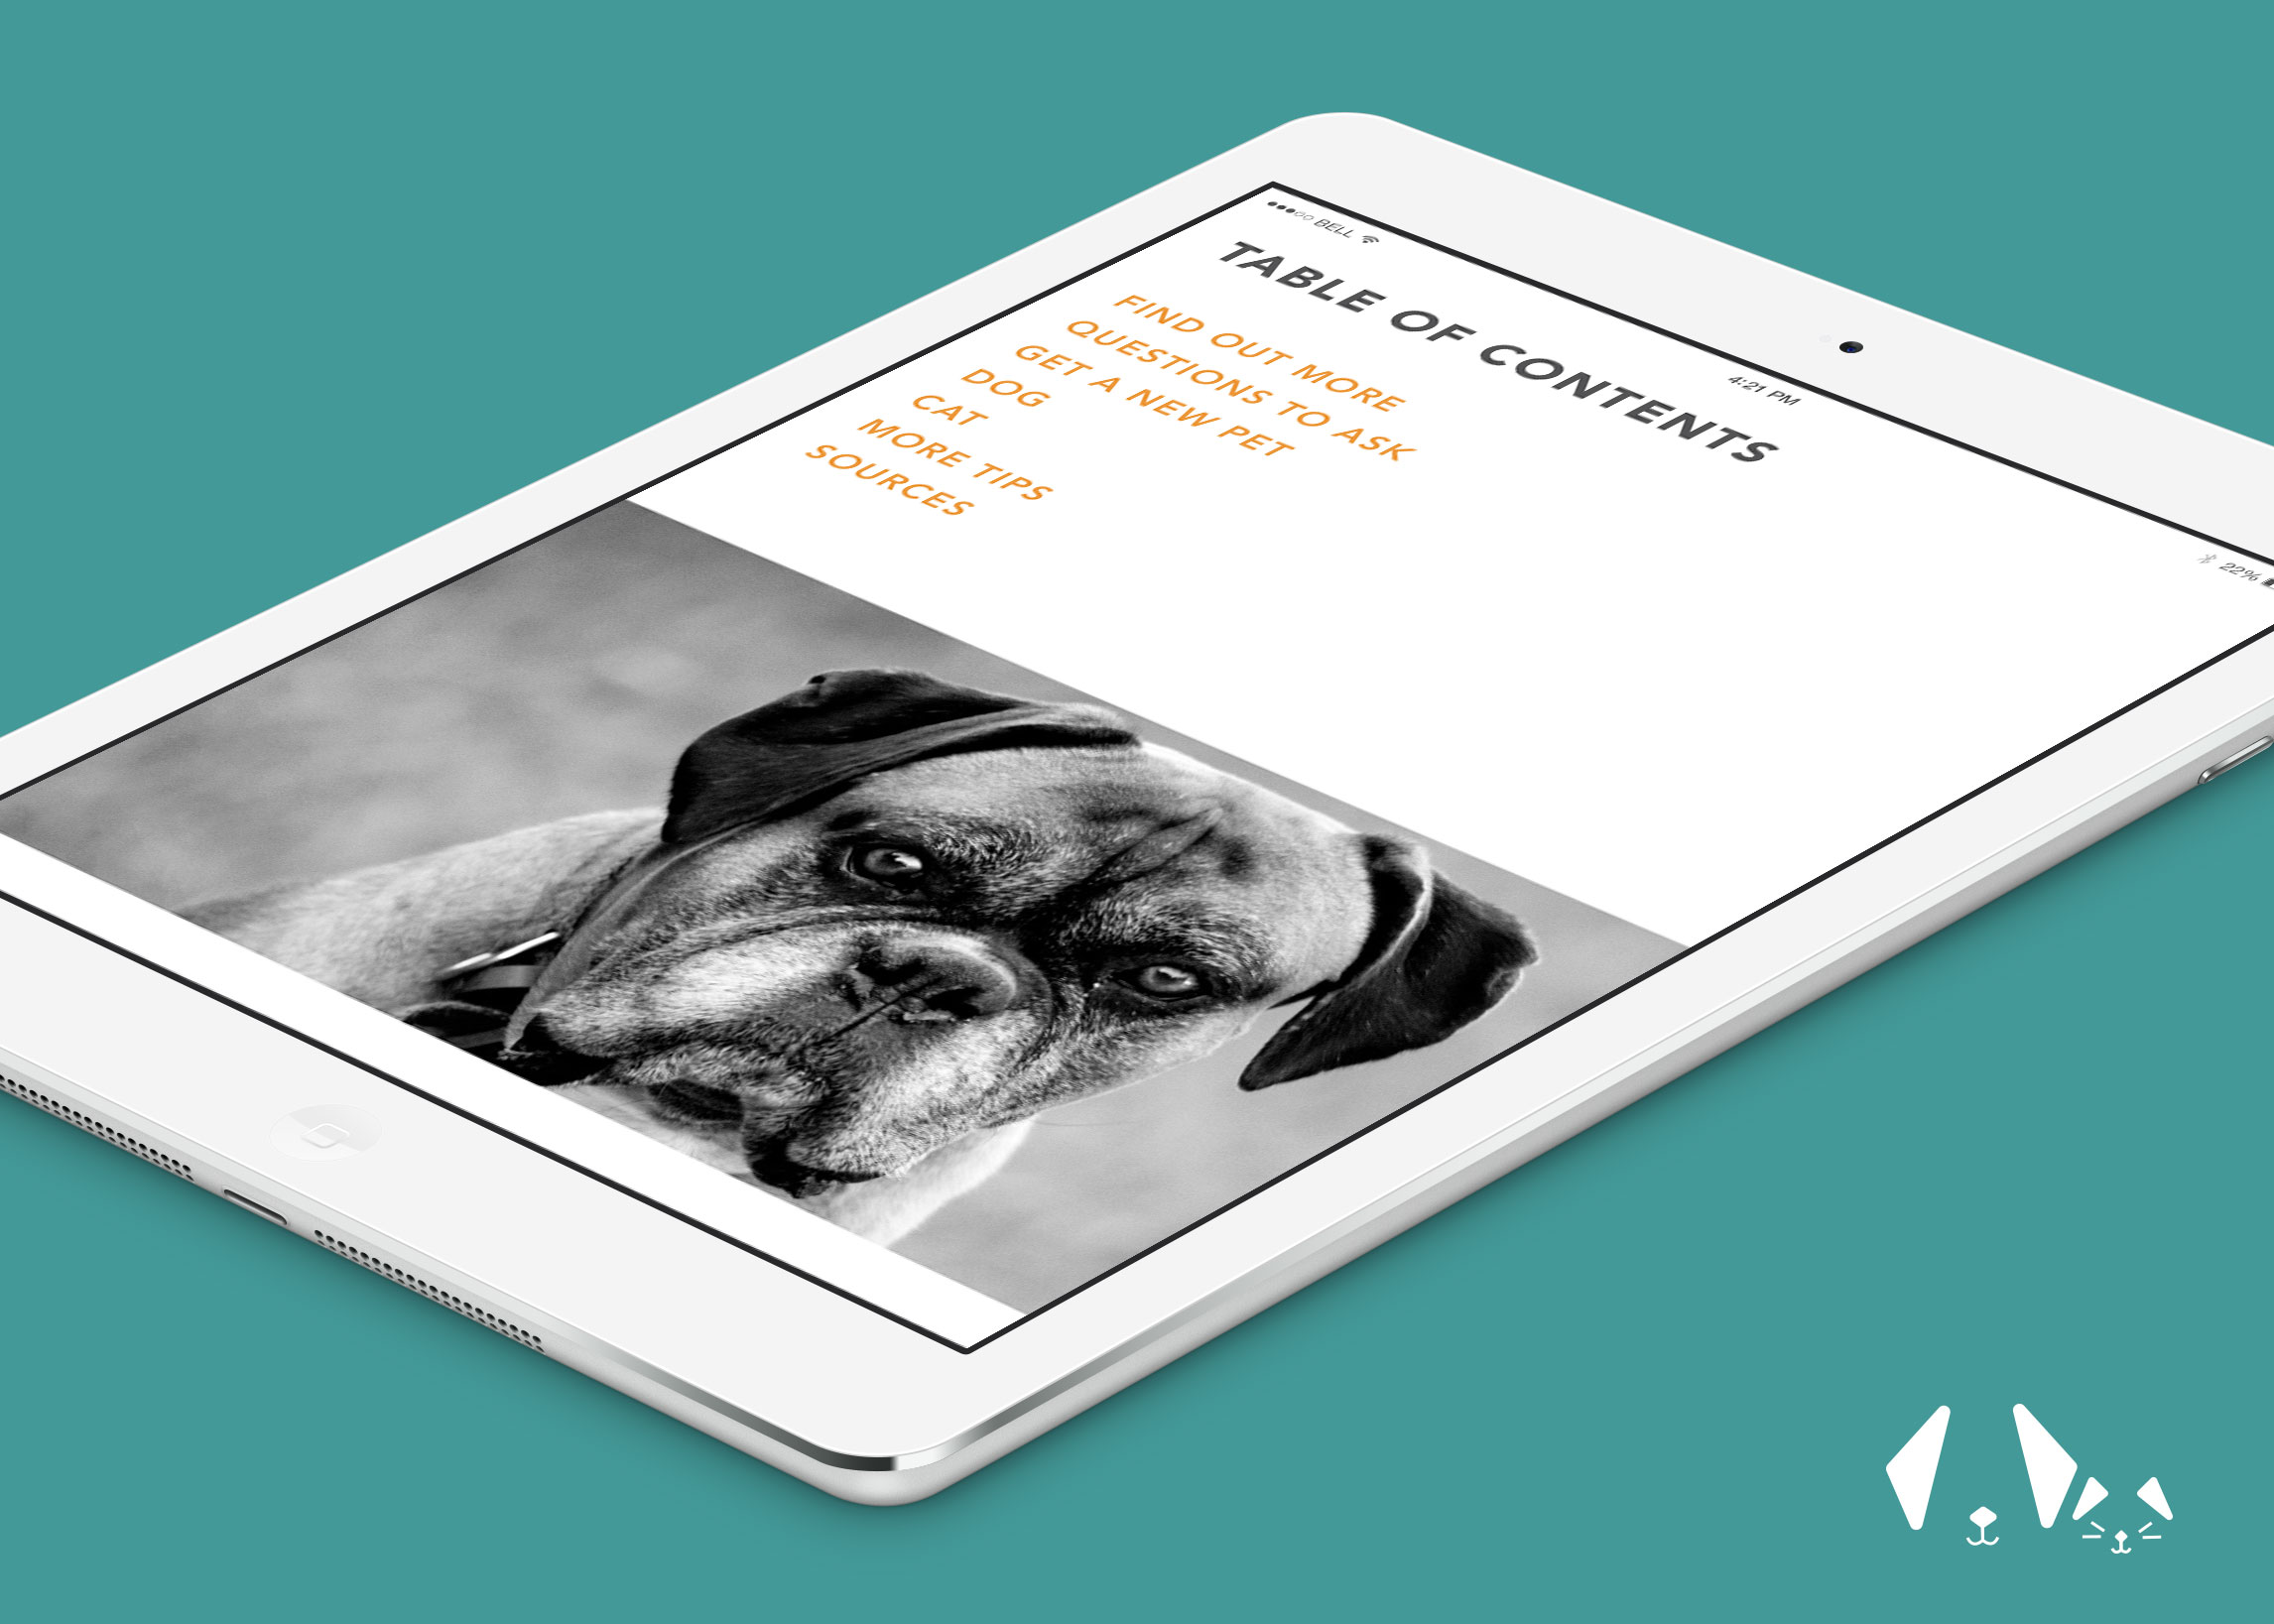 BELL
4:21 PM
22%
TABLE OF CONTENTS
FIND OUT MORE
QUESTIONS TO ASK
GET A NEW PET
DOG
CAT
MORE TIPS
SOURCES